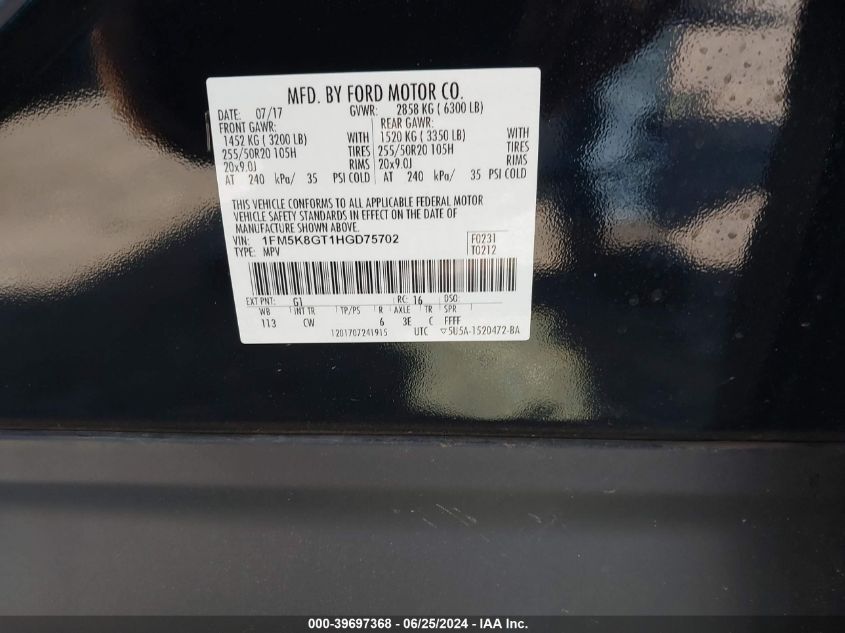 MFD. BY FORD MOTOR CO.
DATE: 07/17 GVWR: 2858 KG ( 6300 LB)
FRONT GAWR: REAR GAWR:
1452 KG ( 3200 LB) WITH 1520 KG ( 3350 LB) WITH
255/50R20 105H TIRES 255/50R20 105H TIRES
20x9.0J RIMS 20x9.0J RIMS
AT 240 kPa/ 35 PSI COLD AT 240 kPa/ 35 PSI COLD
THIS VEHICLE CONFORMS TO ALL APPLICABLE FEDERAL MOTOR
VEHICLE SAFETY STANDARDS IN EFFECT ON THE DATE OF
MANUFACTURE SHOWN ABOVE.
VIN: 1FM5K8GT1HGD75702 F0231
TYPE: MPV T0212
EXT PNT: G1 RC: 16 DSO:
WB INT TR TP/PS R AXLE TR SPR
113 CW 6 3E C FFFF
1201707241915 UTC ▽5U5A-1520472-BA
000-39697368 - 06/25/2024 - IAA Inc.